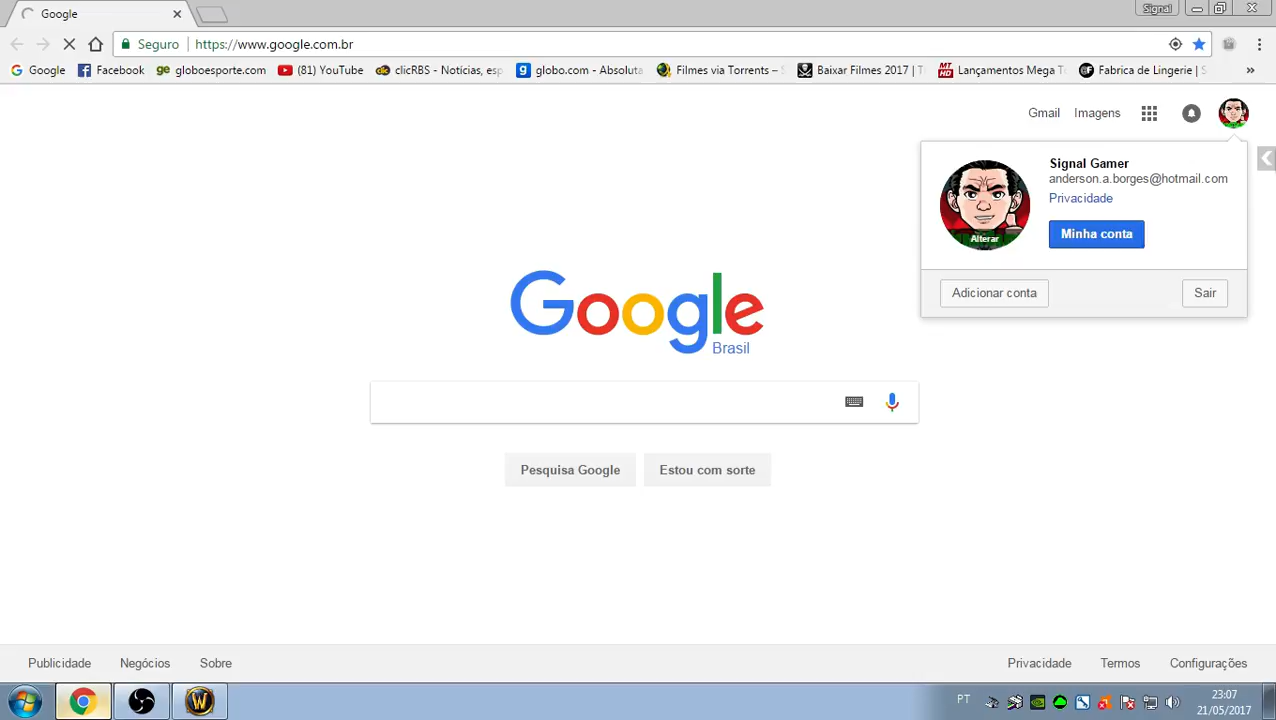 Google
Signal
Seguro
https://www.google.com.br
Google
Facebook
globoesporte.com
(81) YouTube
clicRBS - Notícias, esp
globo.com - Absoluta
Filmes via Torrents – S
Baixar Filmes 2017 | T
Lançamentos Mega T
Fabrica de Lingerie | S
»
Gmail
Imagens
Signal Gamer
anderson.a.borges@hotmail.com
Privacidade
Alterar
Minha conta
Adicionar conta
Sair
Google
Brasil
Pesquisa Google
Estou com sorte
Publicidade
Negócios
Sobre
Privacidade
Termos
Configurações
PT
23:07
21/05/2017